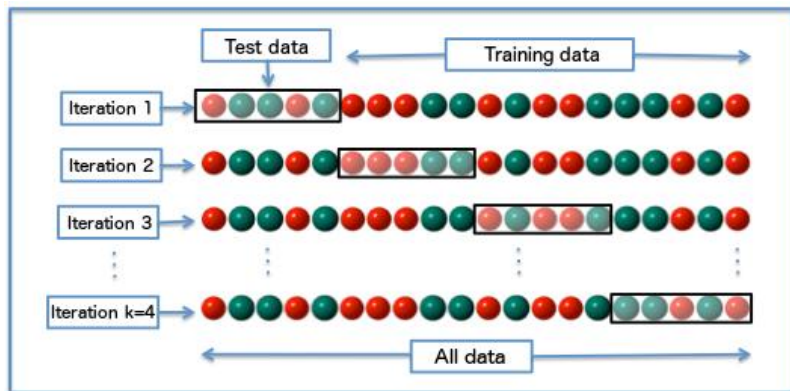 Test data
Training data
Iteration 1
Iteration 2
Iteration 3
Iteration k=4
All data